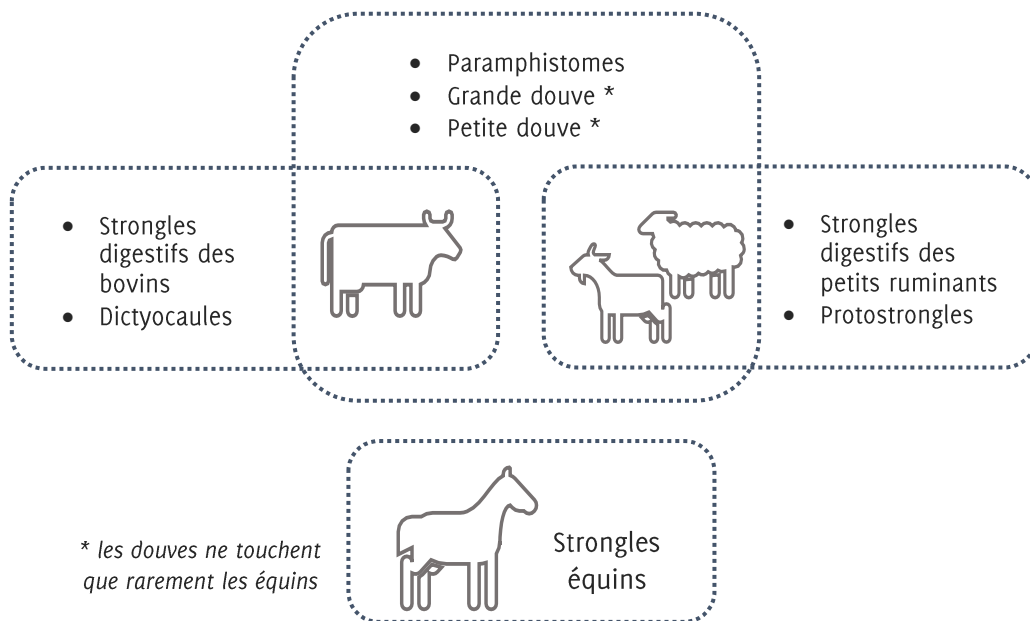 • Paramphistomes
• Grande douve *
• Petite douve *
• Strongles
digestifs des
bovins
• Dictyocaules
• Strongles
digestifs des
petits ruminants
• Protostrongles
Strongles
équins
* les douves ne touchent
que rarement les équins